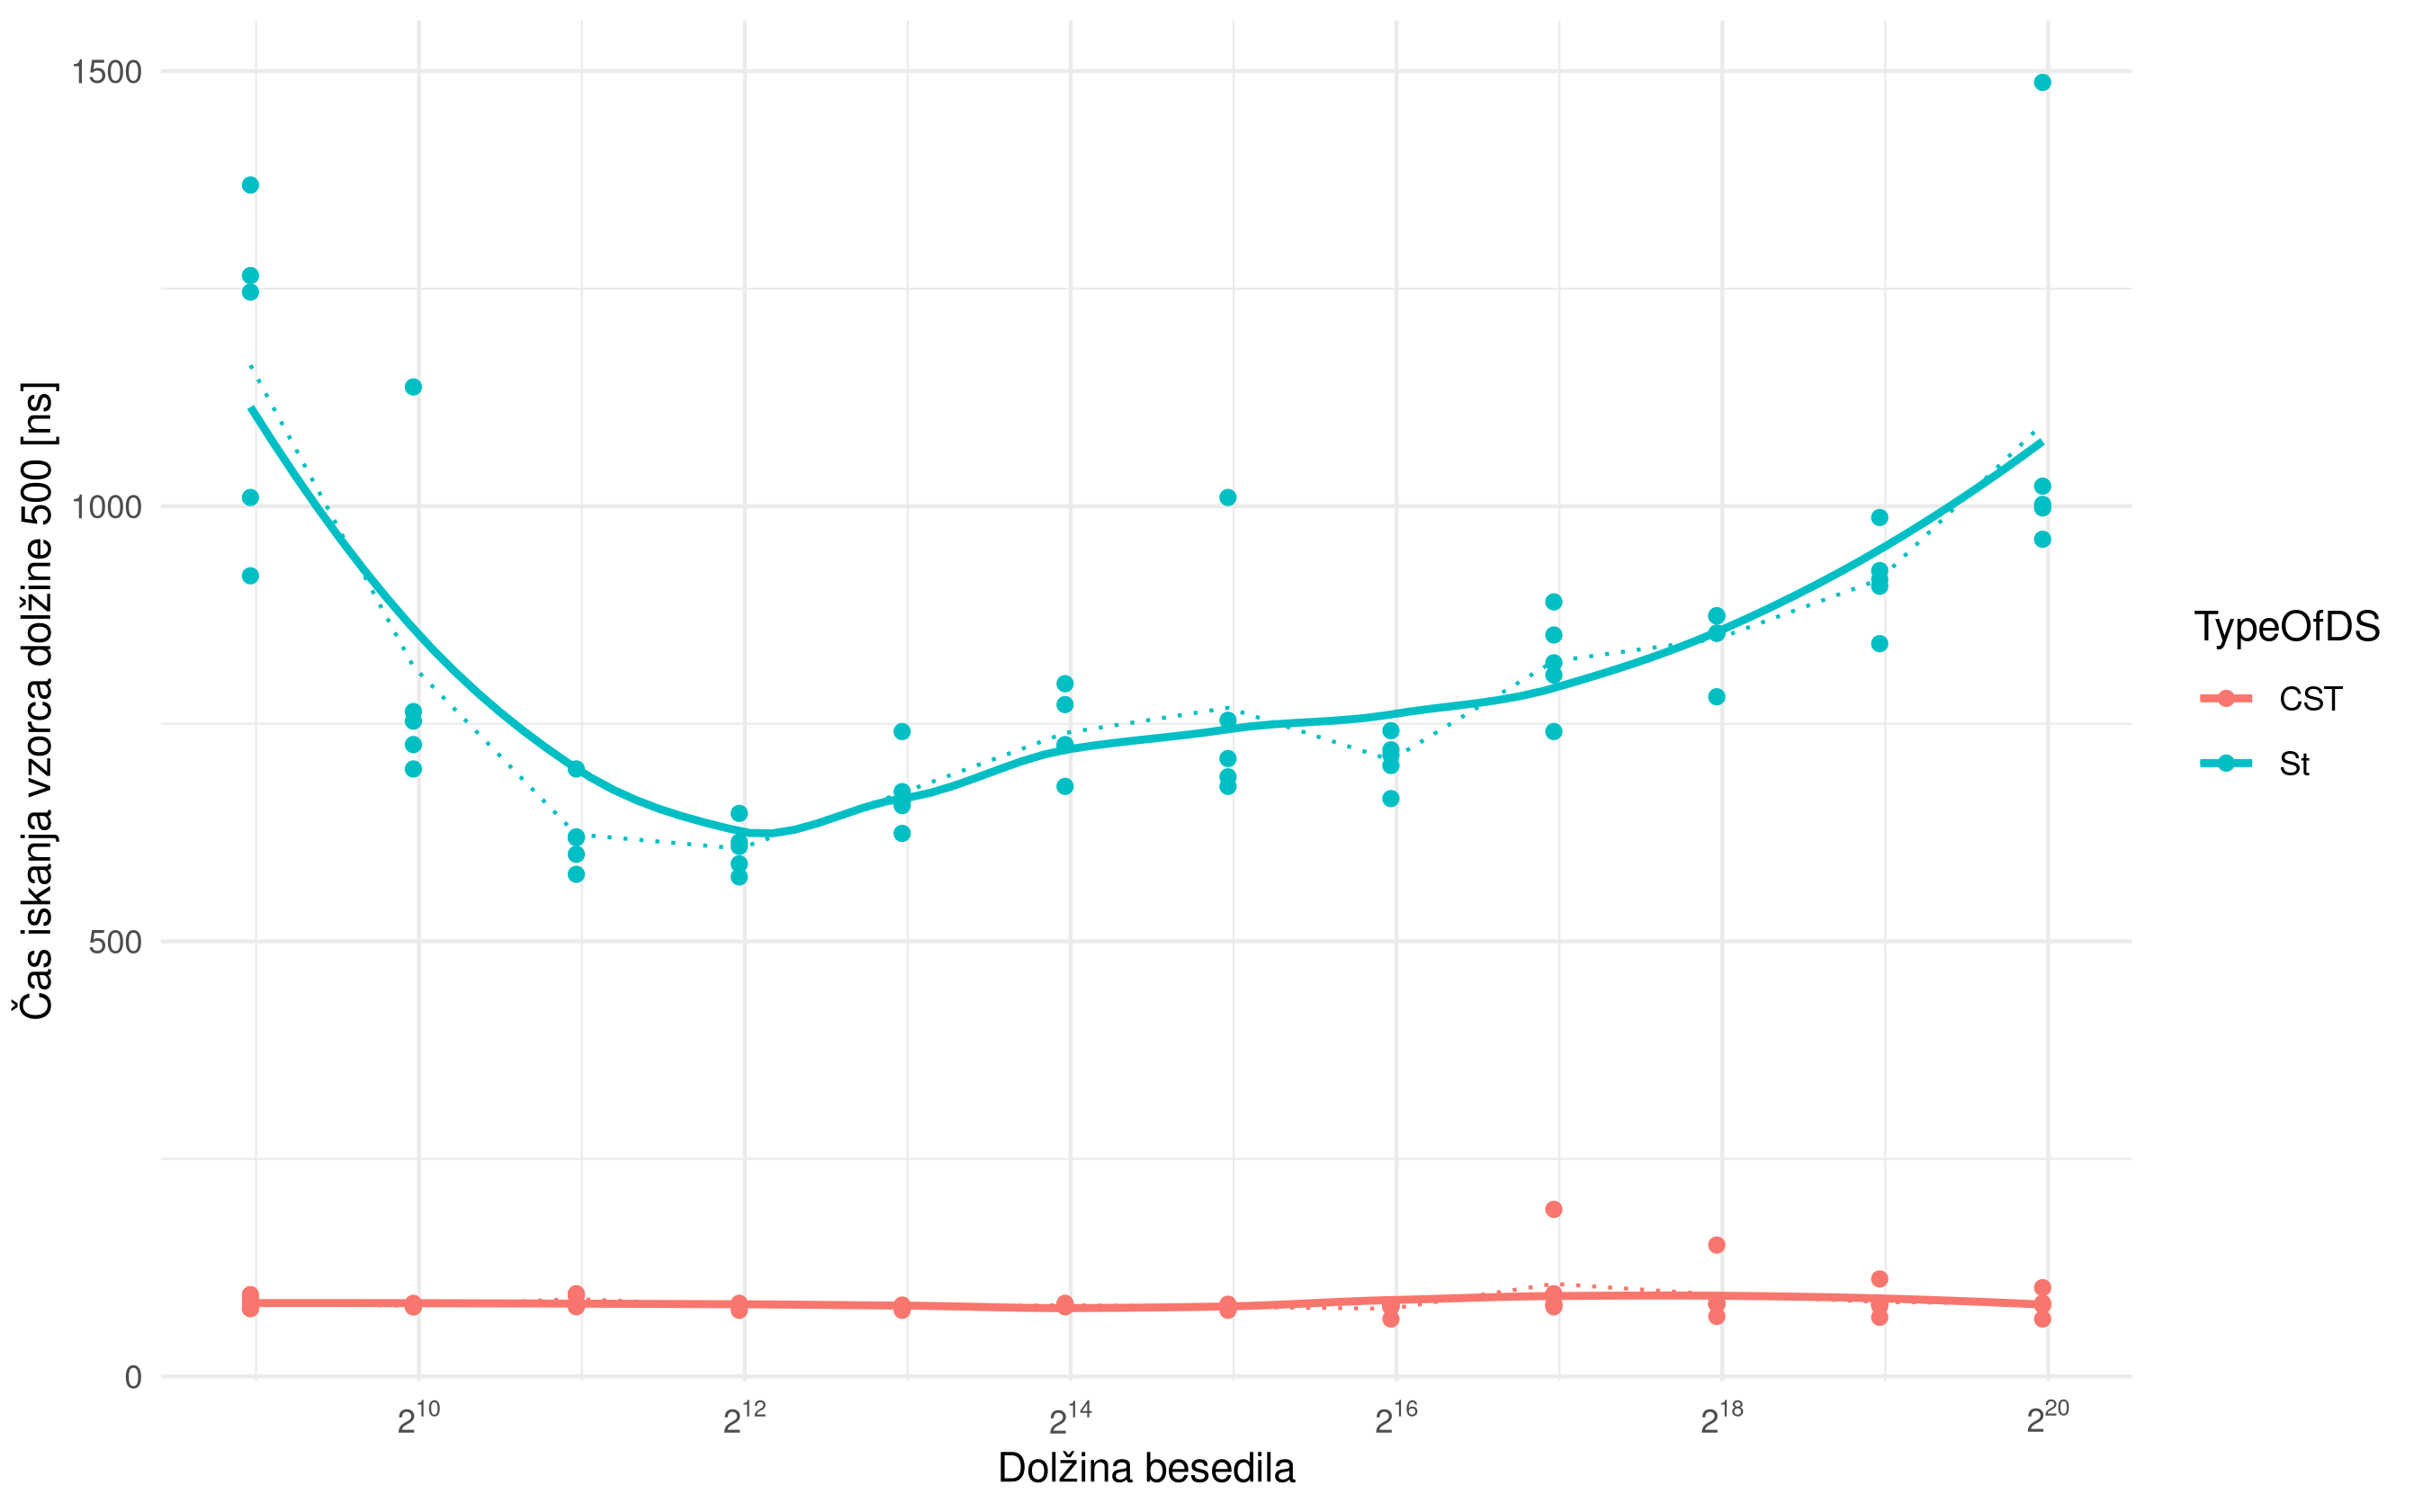 Čas iskanja vzorca dolžine 500 [ns]
1500
1000
500
0
2^10
2^12
2^14
2^16
2^18
2^20
Dolžina besedila
TypeOfDS
CST
St